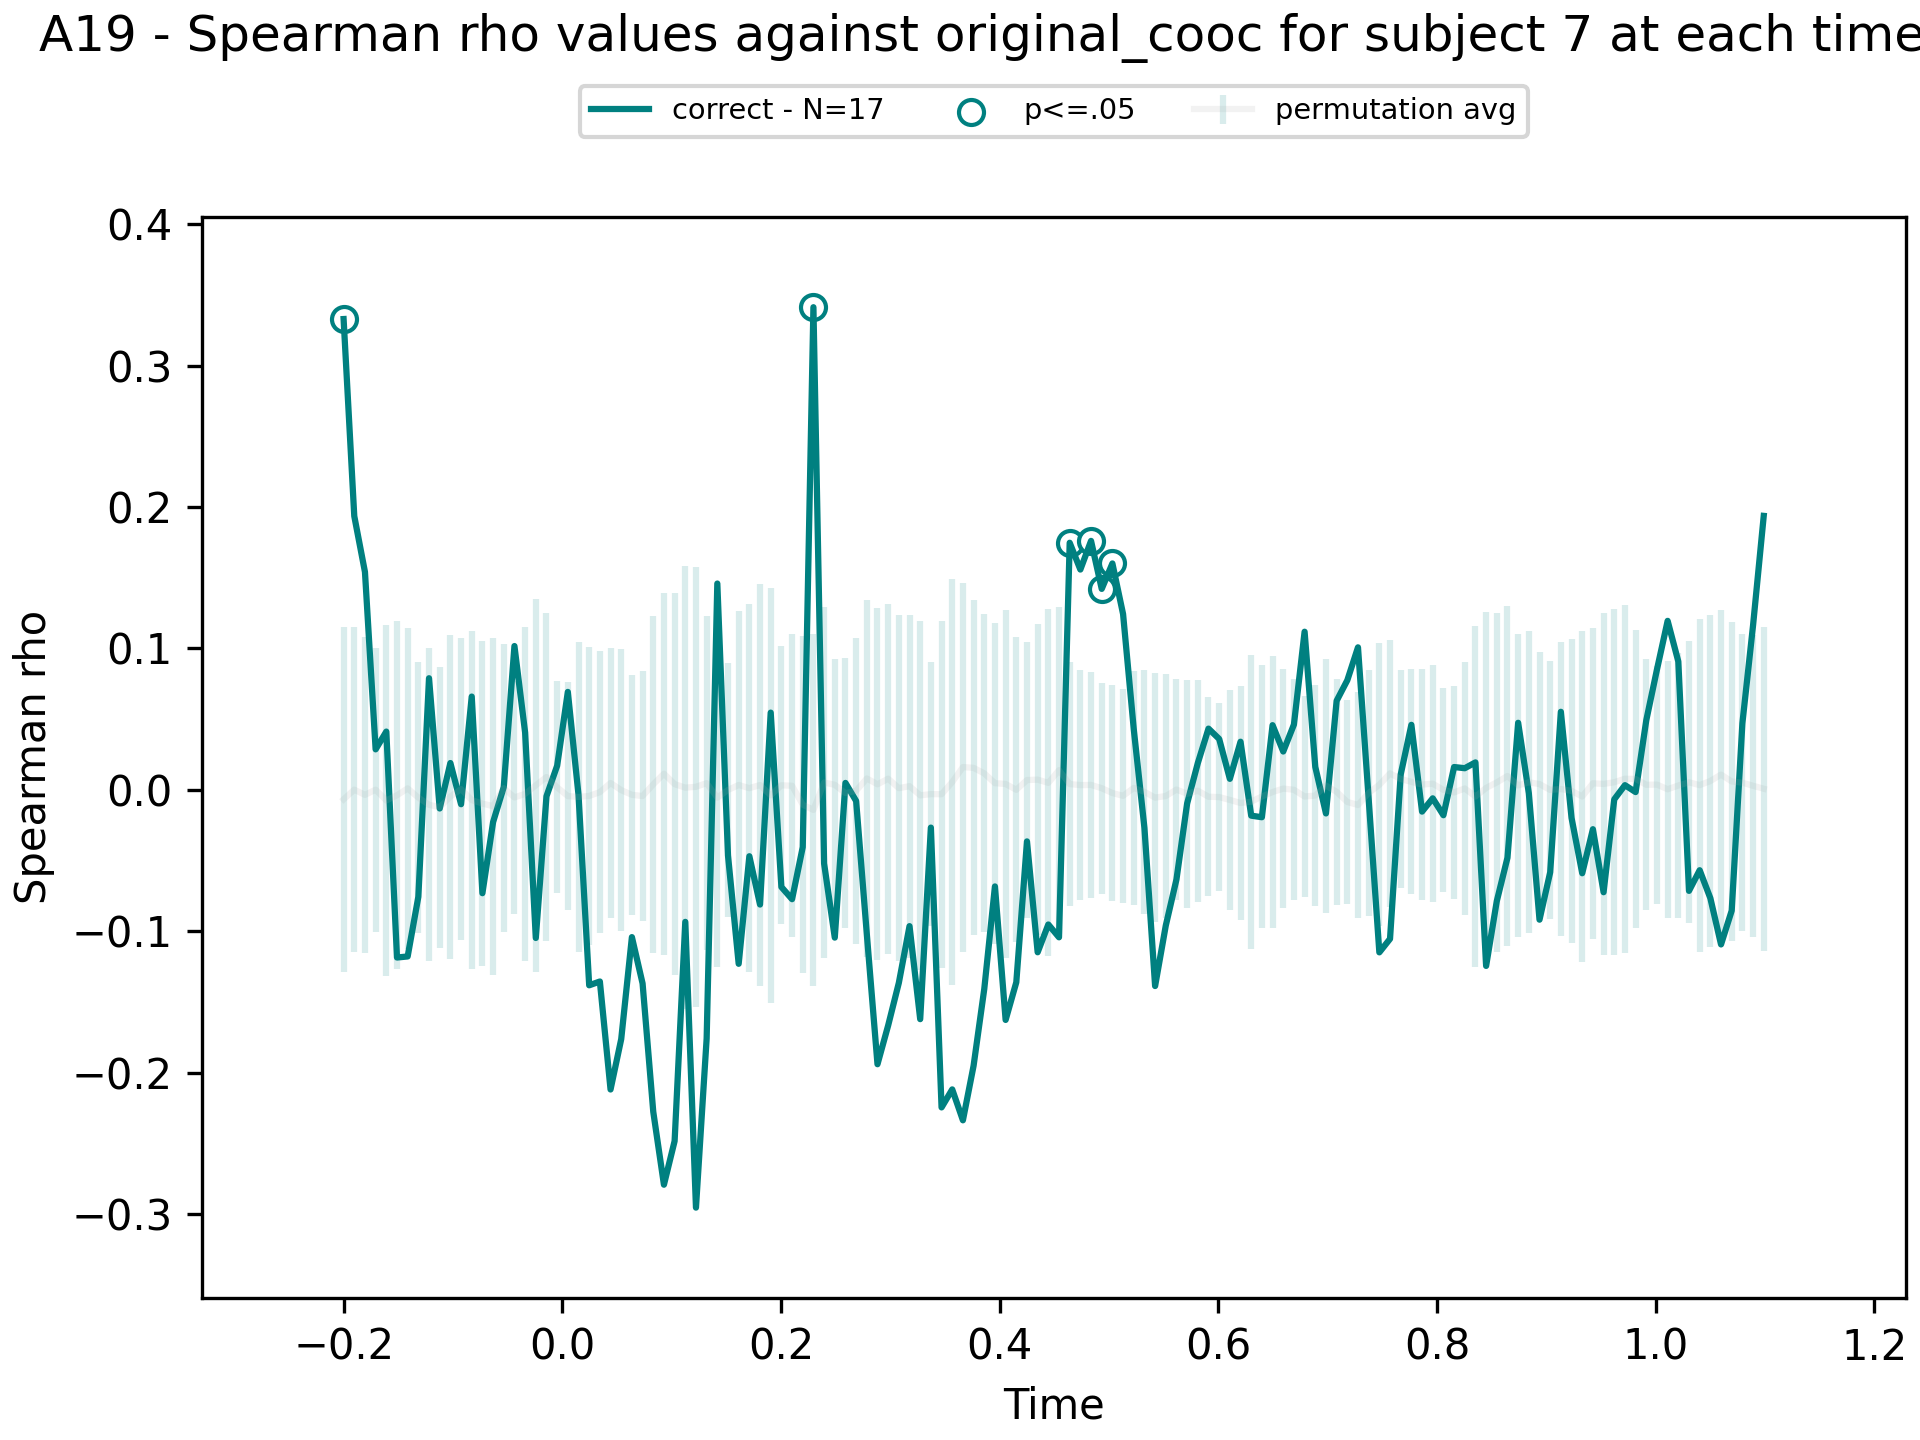 A19 - Spearman rho values against original_cooc for subject 7 at each time
correct - N=17 p<=.05 permutation avg
0.4
0.3
0.2
0.1
0.0
−0.1
−0.2
−0.3
Spearman rho
−0.2 0.0 0.2 0.4 0.6 0.8 1.0 1.2
Time